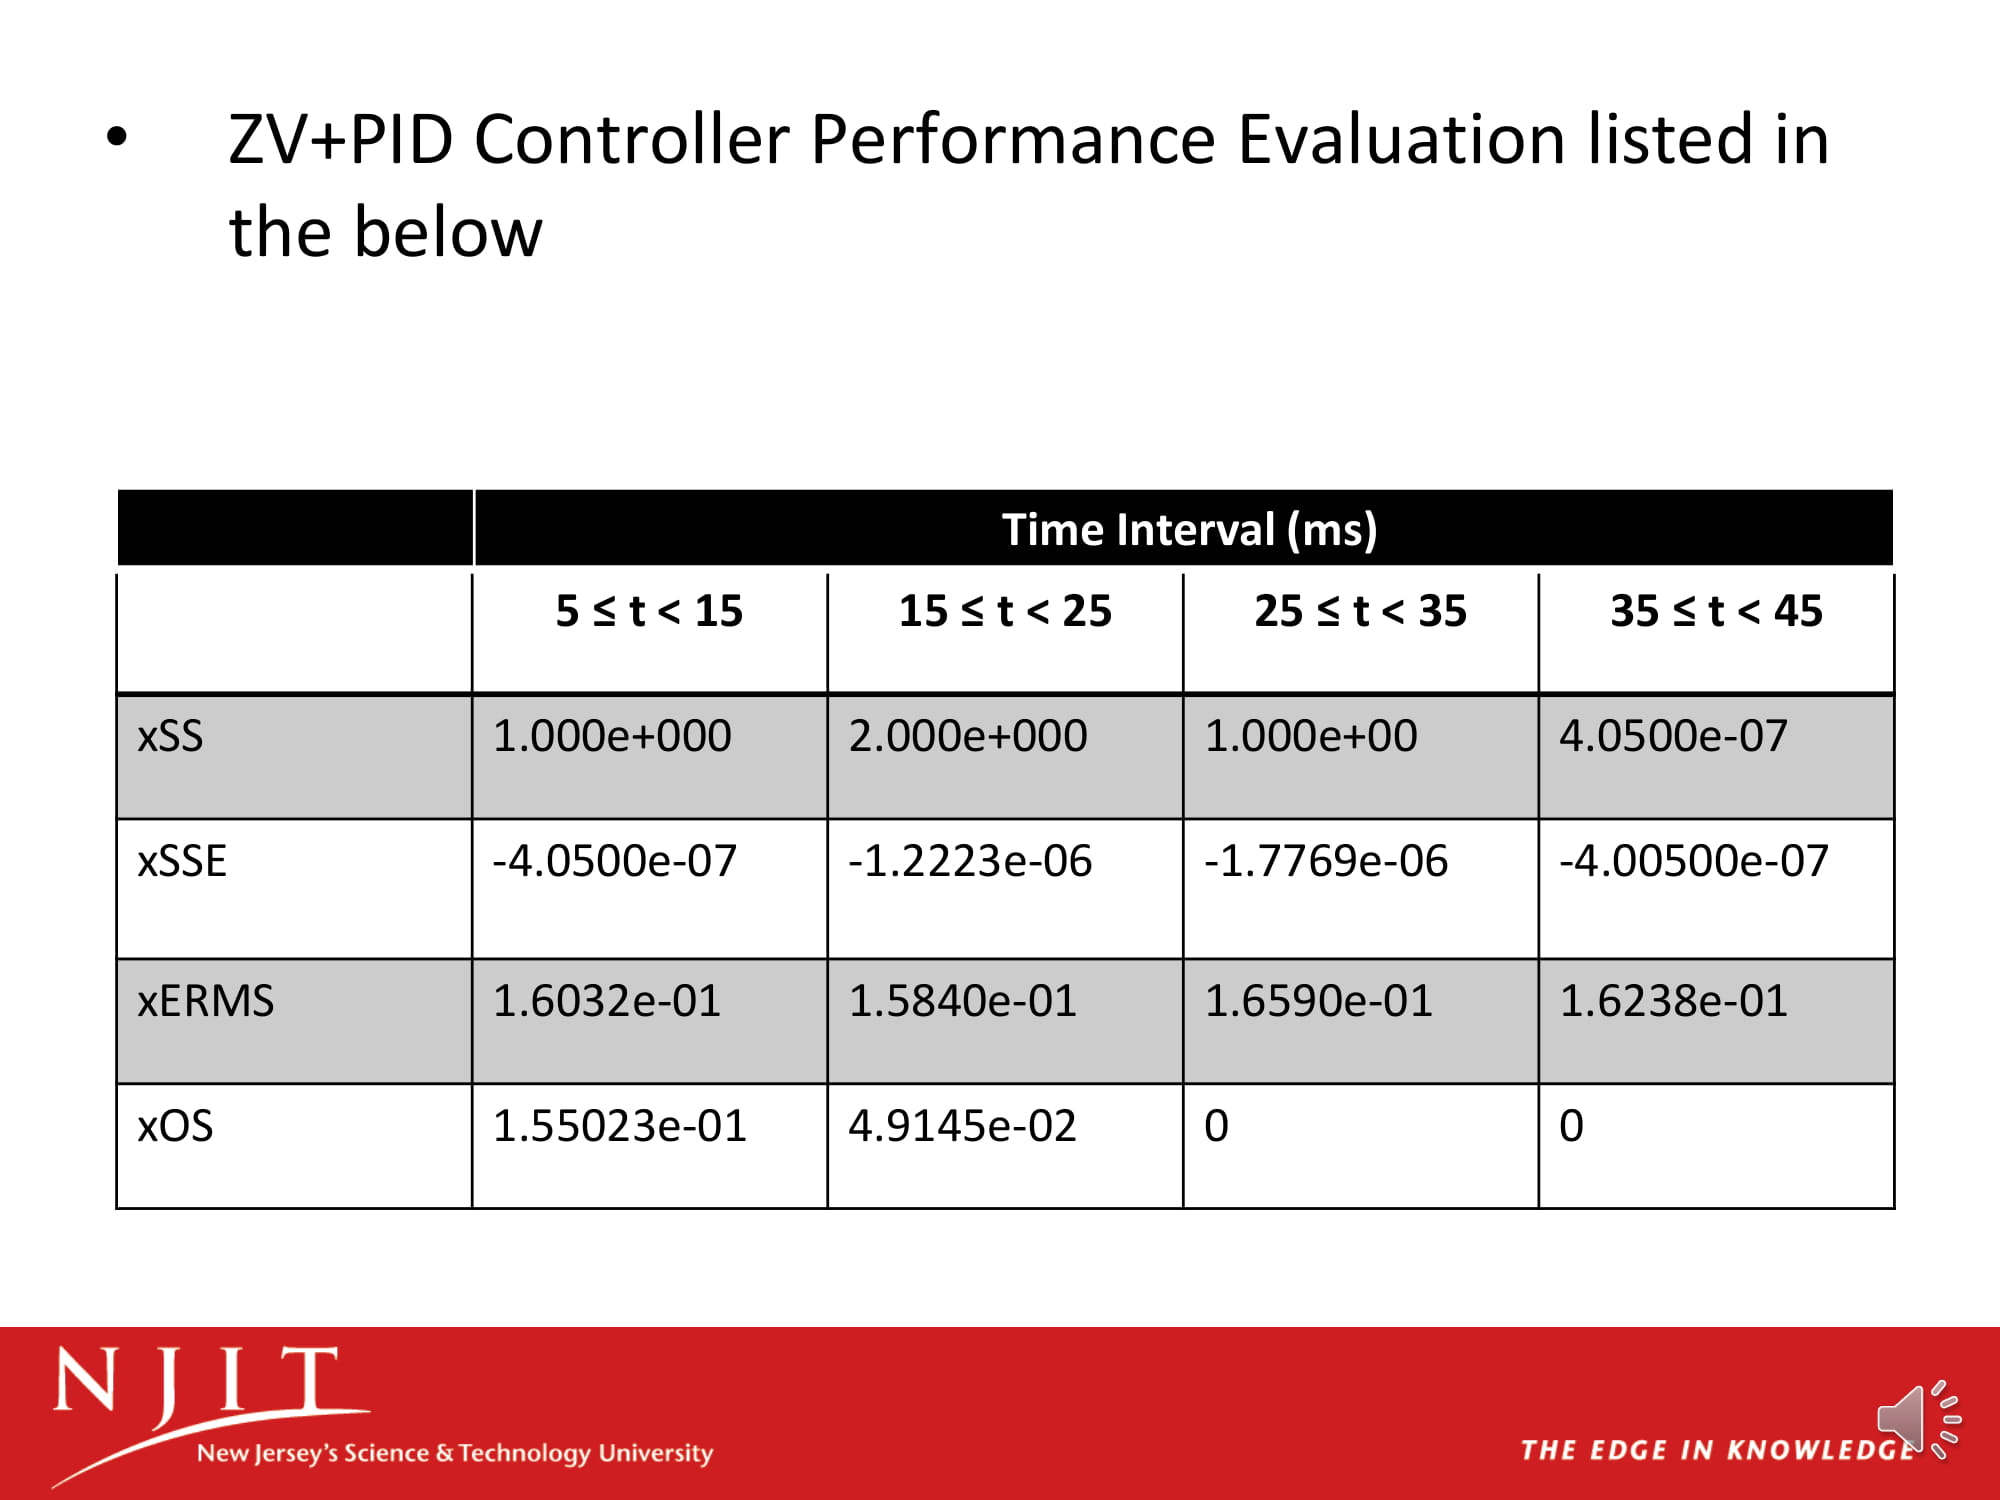 • ZV+PID Controller Performance Evaluation listed in
the below
Time Interval (ms)
5 ≤ t < 15 15 ≤ t < 25 25 ≤ t < 35 35 ≤ t < 45
xSS 1.000e+000 2.000e+000 1.000e+00 4.0500e-07
xSSE -4.0500e-07 -1.2223e-06 -1.7769e-06 -4.00500e-07
xERMS 1.6032e-01 1.5840e-01 1.6590e-01 1.6238e-01
xOS 1.55023e-01 4.9145e-02 0 0
NJIT
New Jersey's Science & Technology University
THE EDGE IN KNOWLEDGE